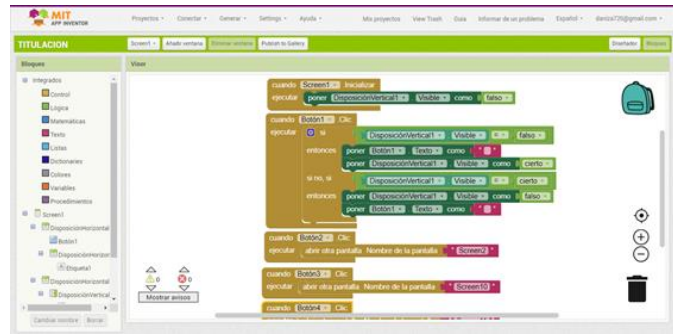 MIT
APP INVENTOR
Proyectos Conectar Generar Settings Ayuda Mis proyectos View Trash Guía Informar de un problema Español daniza726@gmail.com
TITULACION Screen1 Añadir ventana Eliminar ventana Publish to Gallery Diseñador Bloques
Bloques Visor
Integrados
Control
Lógica
Matemáticas
Texto
Listas
Dictionaries
Colores
Variables
Procedimientos
Screen1
DisposiciónHorizontal
Botón1
DisposiciónHorizon
Etiqueta1
DisposiciónHorizontal
DisposiciónVertical
Cambiar nombre Borrar
cuando Screen1 Inicializar
ejecutar poner DisposiciónVertical1 . Visible como falso
cuando Botón1 Clic
ejecutar si DisposiciónVertical1 . Visible = falso
entonces poner Botón1 . Texto como " "
poner DisposiciónVertical1 . Visible como cierto
si no, si DisposiciónVertical1 . Visible = cierto
entonces poner DisposiciónVertical1 . Visible como falso
poner Botón1 . Texto como " "
cuando Botón2 Clic
ejecutar abrir otra pantalla Nombre de la pantalla "Screen2"
cuando Botón3 Clic
ejecutar abrir otra pantalla Nombre de la pantalla "Screen10"
cuando Botón4 Clic
0 0
Mostrar avisos